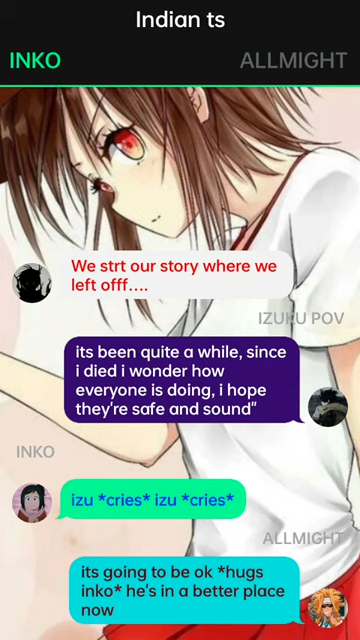 Indian ts
INKO ALLMIGHT
We strt our story where we
left offf....
IZUKU POV
its been quite a while, since
i died i wonder how
everyone is doing, i hope
they're safe and sound"
INKO
izu *cries* izu *cries*
ALLMIGHT
its going to be ok *hugs
inko* he's in a better place
now